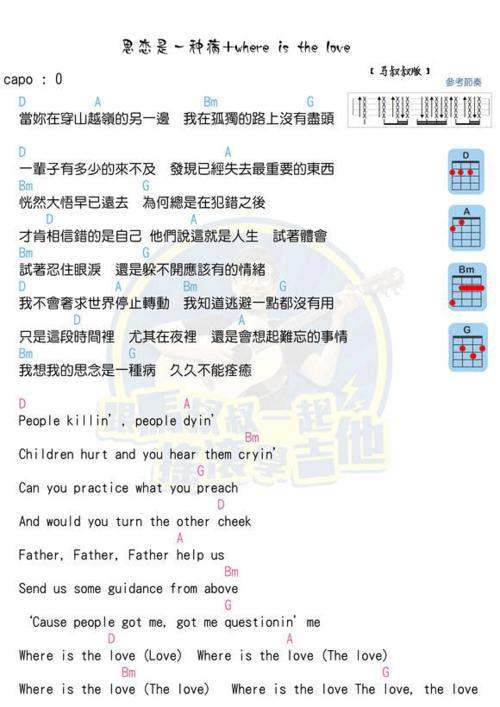 思恋是一种病+where is the love
【马叔叔版】
capo : 0
參考節奏
D A Bm G
當妳在穿山越嶺的另一邊 我在孤獨的路上沒有盡頭
D A
一輩子有多少的來不及 發現已經失去最重要的東西
Bm G
恍然大悟早已遠去 為何總是在犯錯之後
D A
才肯相信錯的是自己 他們說這就是人生 試著體會
Bm G
試著忍住眼淚 還是躲不開應該有的情緒
D A Bm G
我不會奢求世界停止轉動 我知道逃避一點都沒有用
D A
只是這段時間裡 尤其在夜裡 還是會想起難忘的事情
Bm G
我想我的思念是一種病 久久不能痊癒
D
A
Bm
G
D A
People killin', people dyin'
Bm
Children hurt and you hear them cryin'
G
Can you practice what you preach
D
And would you turn the other cheek
A
Father, Father, Father help us
Bm
Send us some guidance from above
G
‘Cause people got me, got me questionin' me
D A
Where is the love (Love) Where is the love (The love)
Bm G
Where is the love (The love) Where is the love The love, the love
跟馬叔叔一起
搖滾學吉他